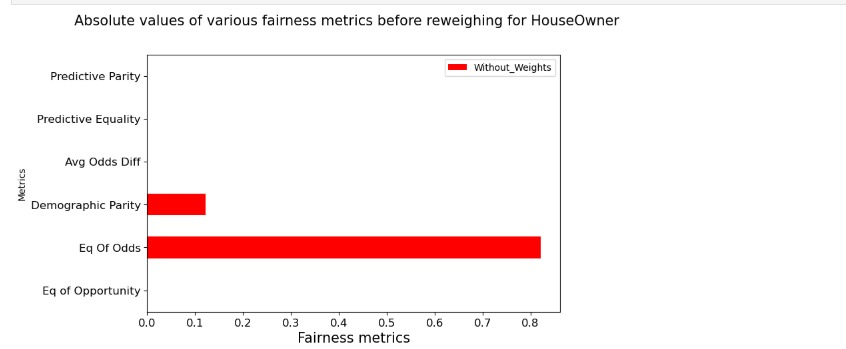 Absolute values of various fairness metrics before reweighing for HouseOwner
Without_Weights
Predictive Parity
Predictive Equality
Avg Odds Diff
Metrics
Demographic Parity
Eq Of Odds
Eq of Opportunity
0.0 0.1 0.2 0.3 0.4 0.5 0.6 0.7 0.8
Fairness metrics